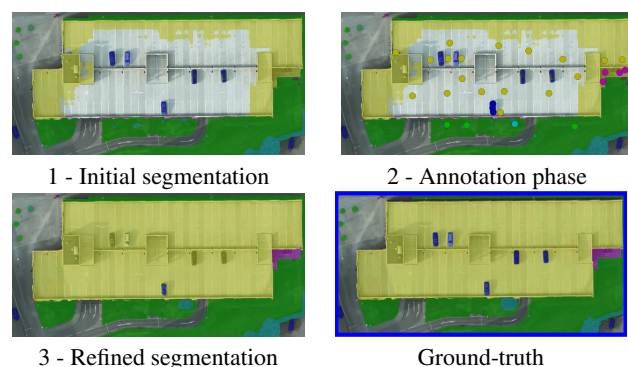 1 - Initial segmentation
2 - Annotation phase
3 - Refined segmentation
Ground-truth